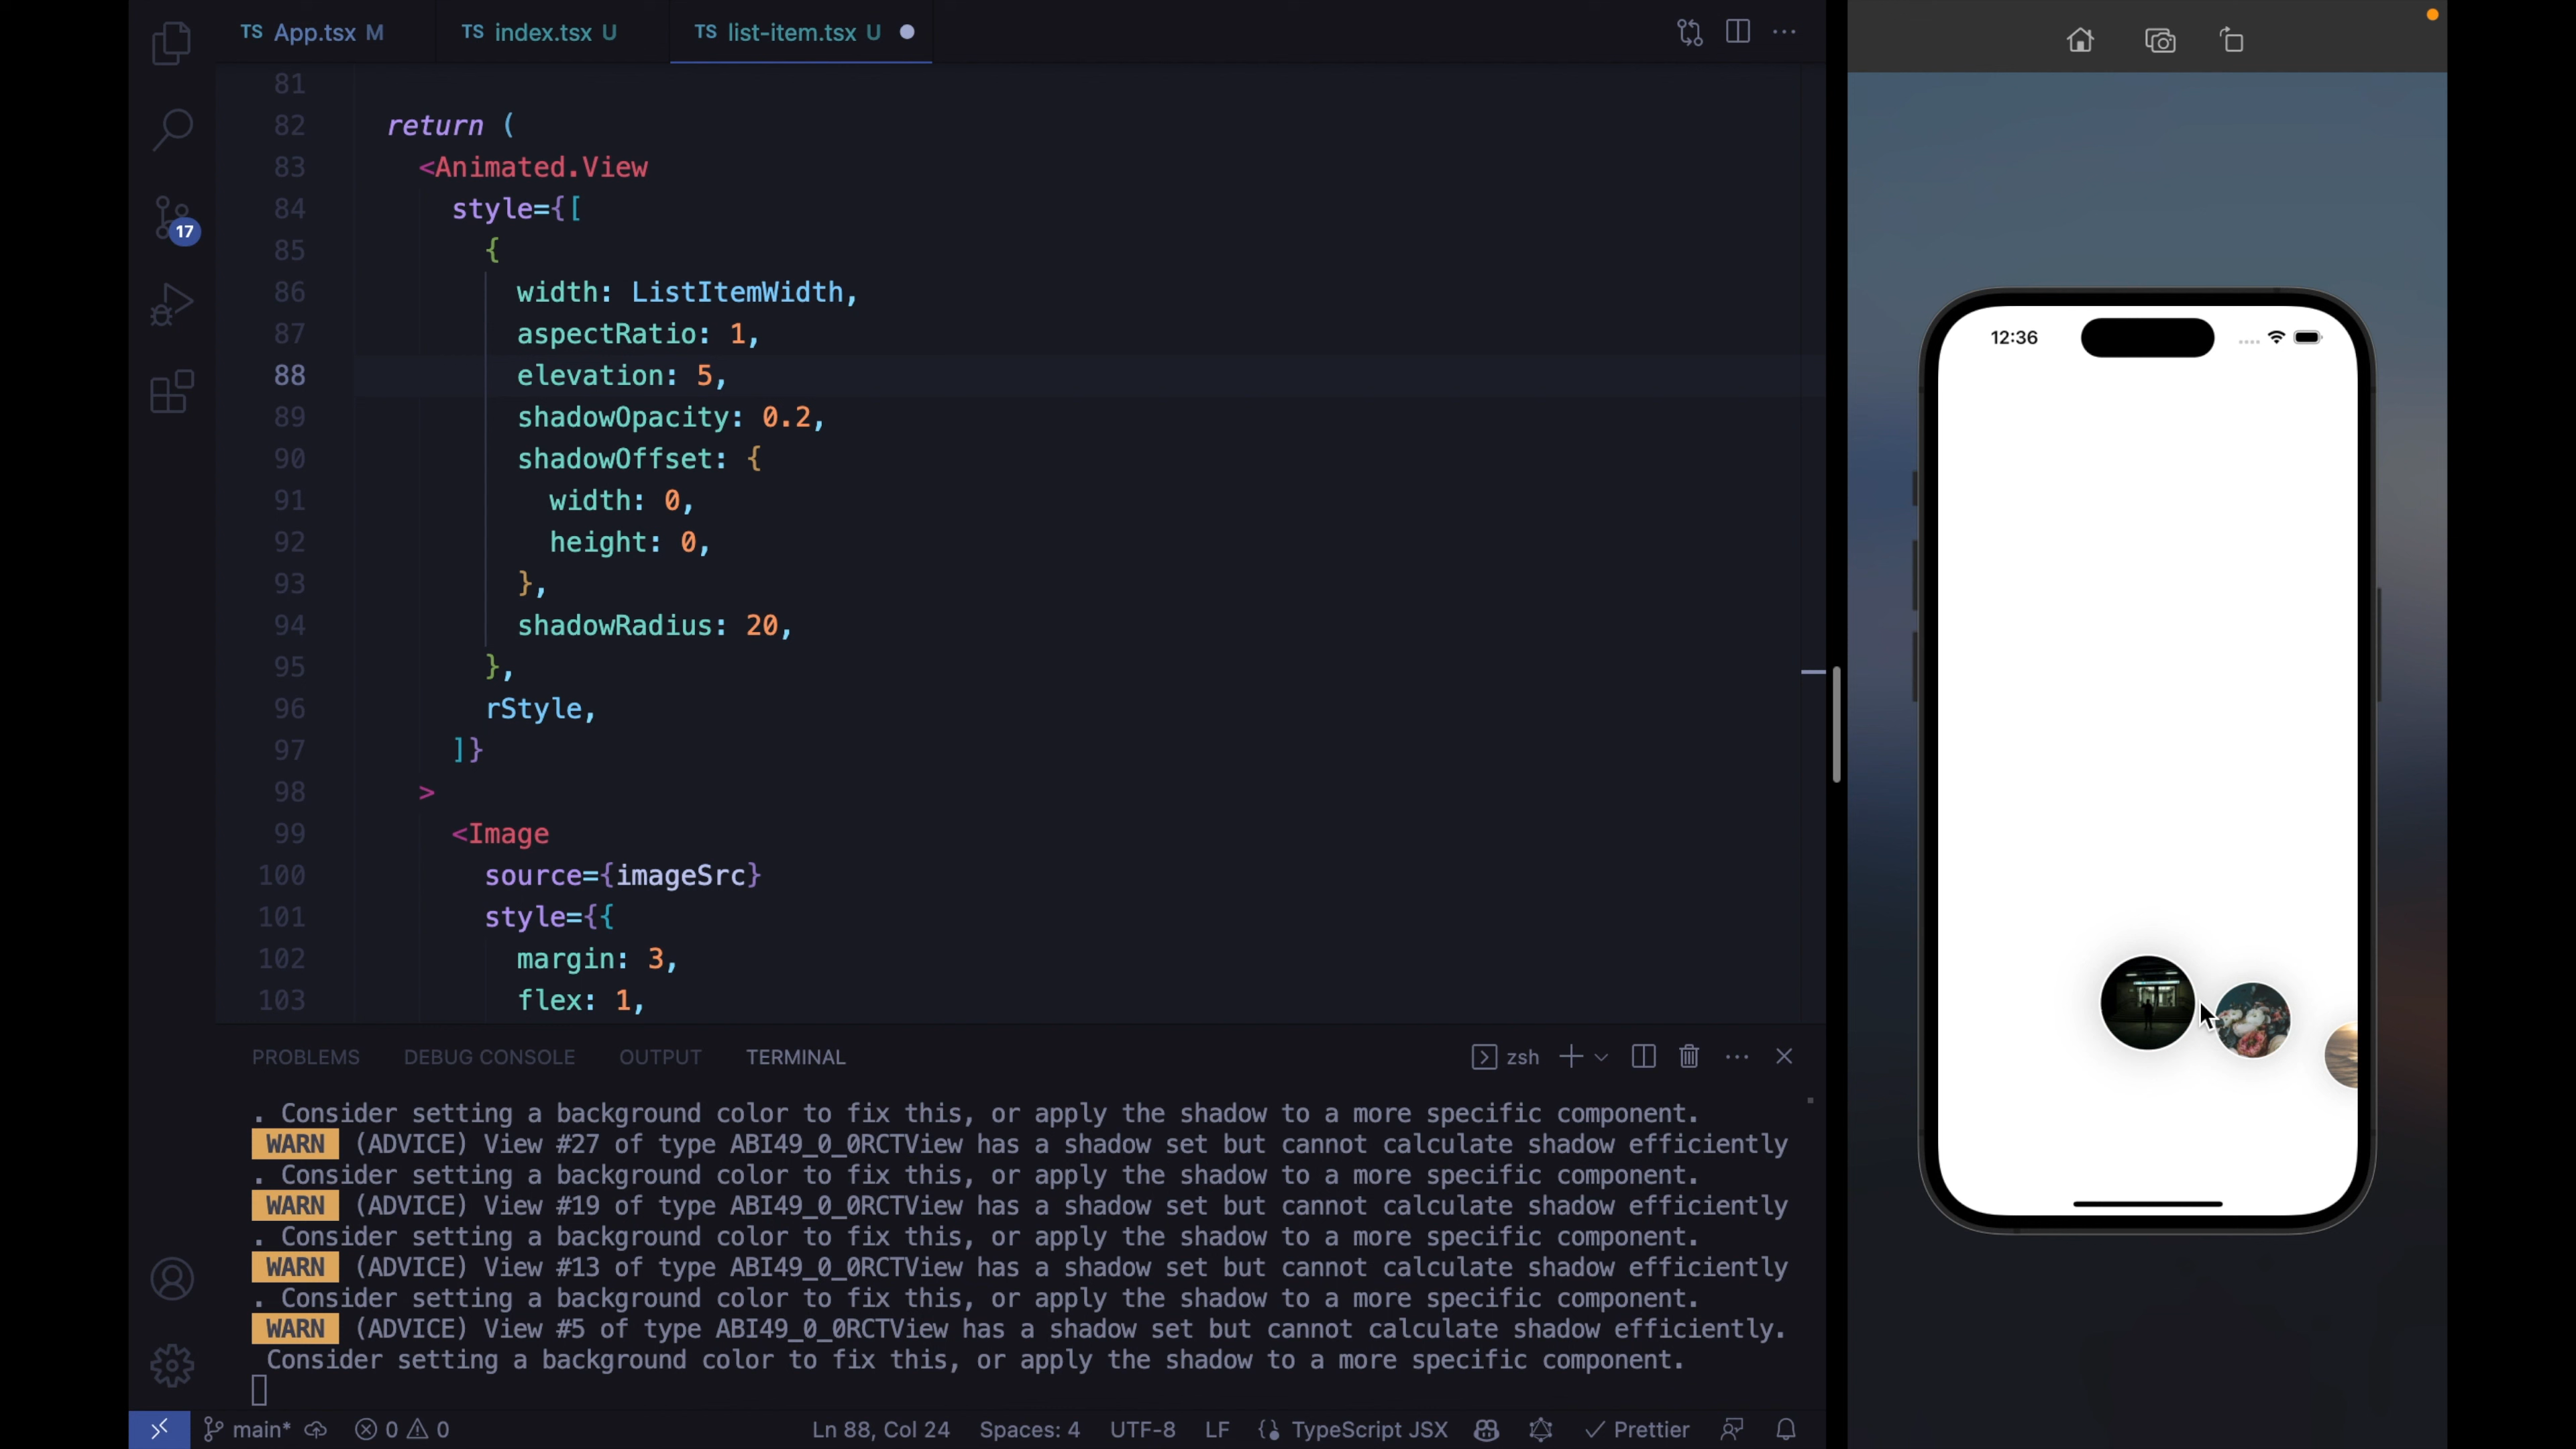 TS App.tsx M
TS index.tsx U
TS list-item.tsx U
17
81
82 return (
83 <Animated.View
84 style={[
85 {
86 width: ListItemWidth,
87 aspectRatio: 1,
88 elevation: 5,
89 shadowOpacity: 0.2,
90 shadowOffset: {
91 width: 0,
92 height: 0,
93 },
94 shadowRadius: 20,
95 },
96 rStyle,
97 ]}
98 >
99 <Image
100 source={imageSrc}
101 style={{
102 margin: 3,
103 flex: 1,
PROBLEMS DEBUG CONSOLE OUTPUT TERMINAL zsh
. Consider setting a background color to fix this, or apply the shadow to a more specific component.
WARN (ADVICE) View #27 of type ABI49_0_0RCTView has a shadow set but cannot calculate shadow efficiently
. Consider setting a background color to fix this, or apply the shadow to a more specific component.
WARN (ADVICE) View #19 of type ABI49_0_0RCTView has a shadow set but cannot calculate shadow efficiently
. Consider setting a background color to fix this, or apply the shadow to a more specific component.
WARN (ADVICE) View #13 of type ABI49_0_0RCTView has a shadow set but cannot calculate shadow efficiently
. Consider setting a background color to fix this, or apply the shadow to a more specific component.
WARN (ADVICE) View #5 of type ABI49_0_0RCTView has a shadow set but cannot calculate shadow efficiently.
Consider setting a background color to fix this, or apply the shadow to a more specific component.
main* 0 0 Ln 88, Col 24 Spaces: 4 UTF-8 LF TypeScript JSX Prettier
12:36